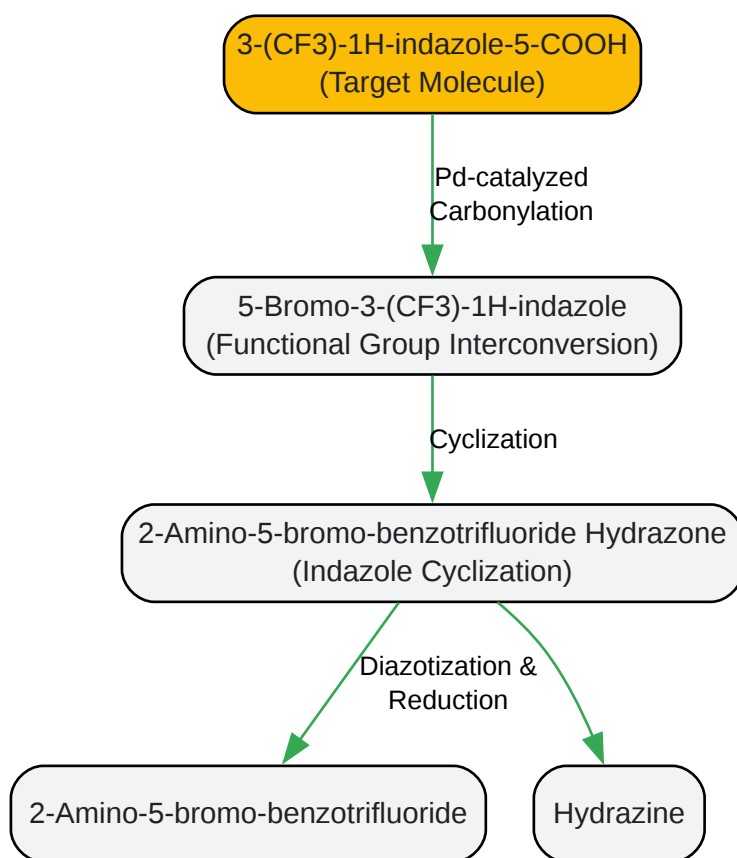 3-(CF3)-1H-indazole-5-COOH
(Target Molecule)
Pd-catalyzed
Carbonylation
5-Bromo-3-(CF3)-1H-indazole
(Functional Group Interconversion)
Cyclization
2-Amino-5-bromo-benzotrifluoride Hydrazone
(Indazole Cyclization)
Diazotization &
Reduction
2-Amino-5-bromo-benzotrifluoride
Hydrazine